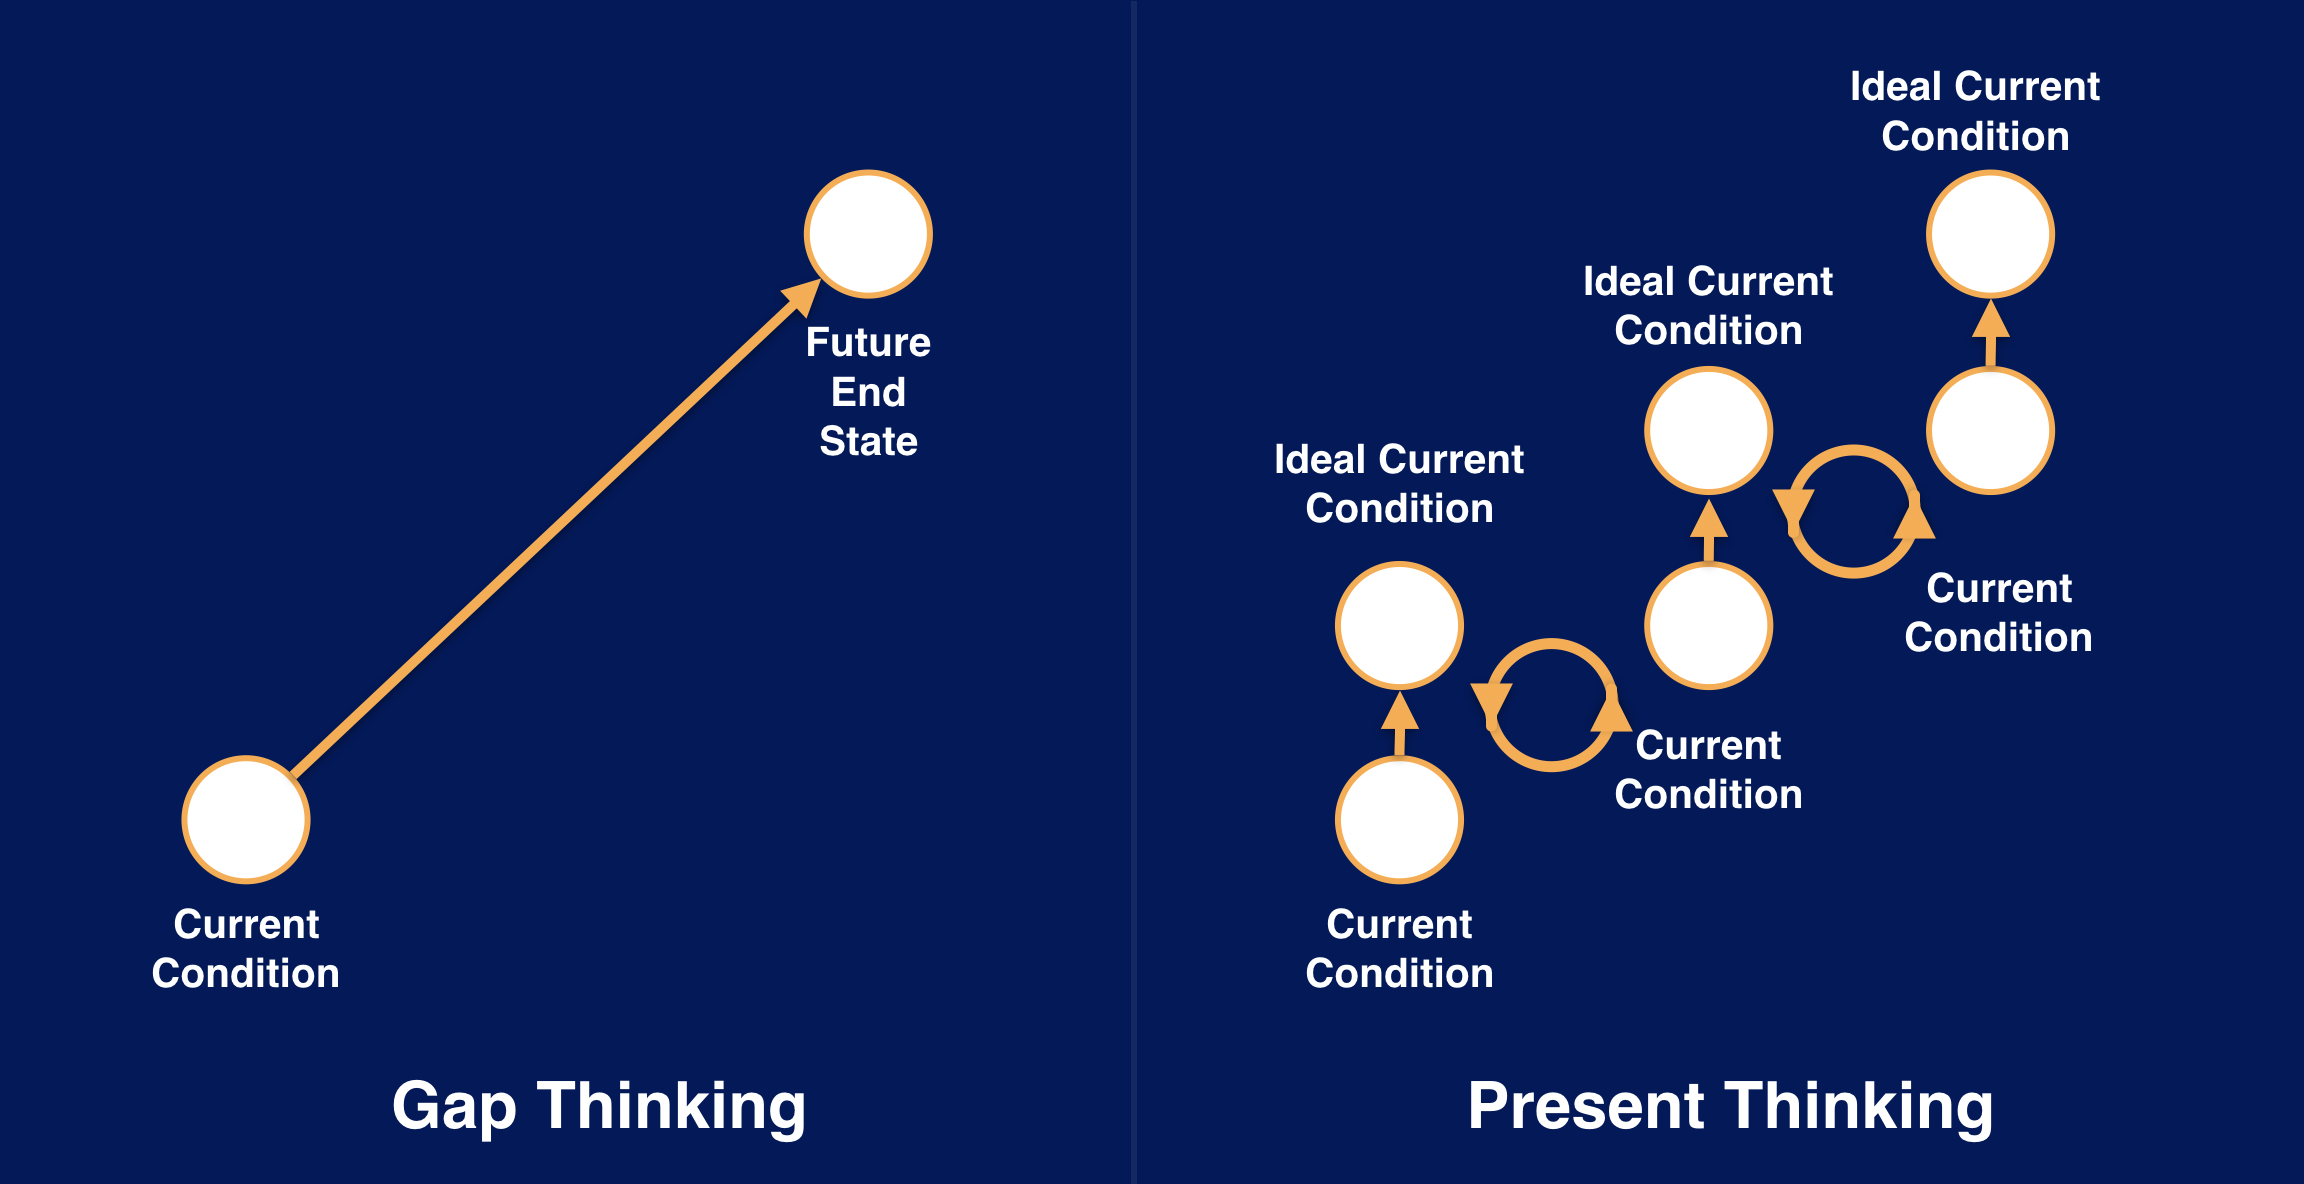 Future
End
State
Current
Condition
Gap Thinking
Ideal Current
Condition
Ideal Current
Condition
Ideal Current
Condition
Current
Condition
Current
Condition
Current
Condition
Present Thinking